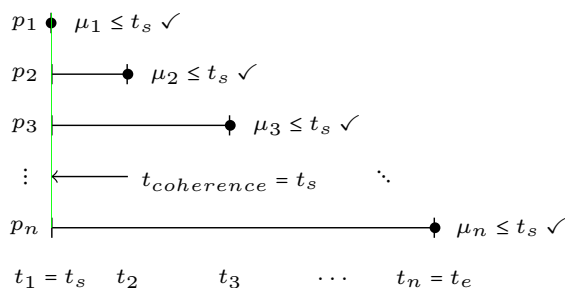 p₁ μ₁ ≤ tₛ ✓
p₂ μ₂ ≤ tₛ ✓
p₃ μ₃ ≤ tₛ ✓
⋮ t_coherence = tₛ ⋱
pₙ μₙ ≤ tₛ ✓
t₁ = tₛ t₂ t₃ ⋯ tₙ = tₑ